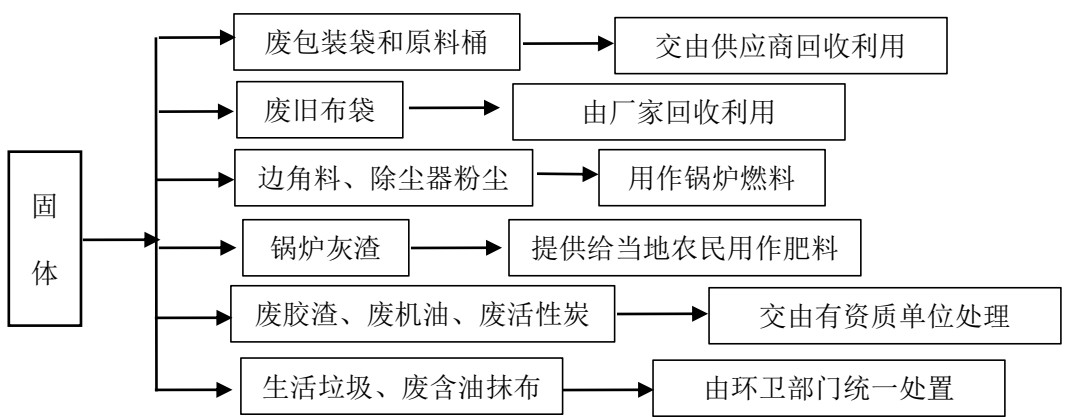 废包装袋和原料桶
交由供应商回收利用
废旧布袋
由厂家回收利用
边角料、除尘器粉尘
用作锅炉燃料
固
体
锅炉灰渣
提供给当地农民用作肥料
废胶渣、废机油、废活性炭
交由有资质单位处理
生活垃圾、废含油抹布
由环卫部门统一处置